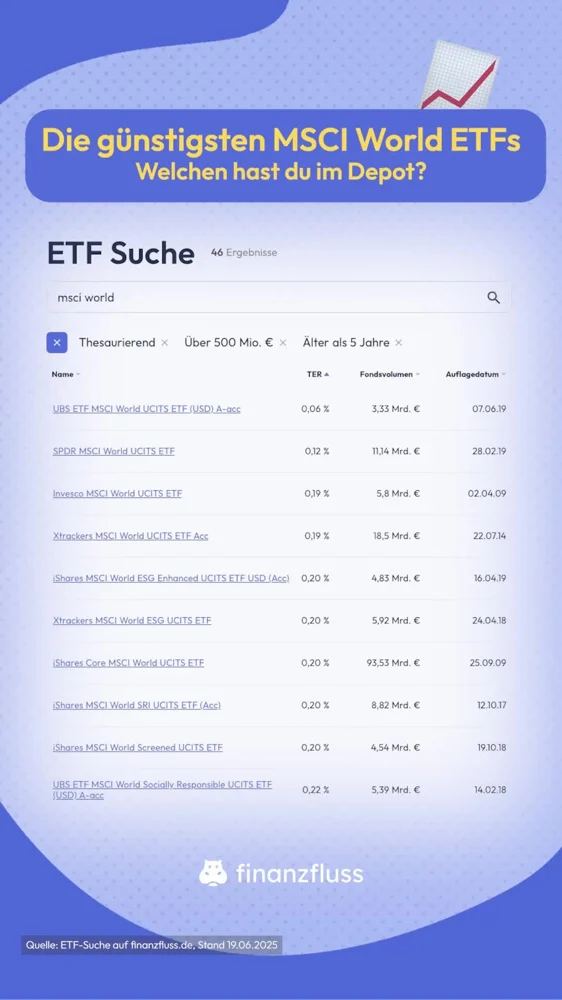 Die günstigsten MSCI World ETFs
Welchen hast du im Depot?
ETF Suche 46 Ergebnisse
msci world
Thesaurierend × Über 500 Mio. € × Älter als 5 Jahre ×
Name TER Fondsvolumen Auflagedatum
UBS ETF MSCI World UCITS ETF (USD) A-acc 0,06 % 3,33 Mrd. € 07.06.19
SPDR MSCI World UCITS ETF 0,12 % 11,14 Mrd. € 28.02.19
Invesco MSCI World UCITS ETF 0,19 % 5,8 Mrd. € 02.04.09
Xtrackers MSCI World UCITS ETF Acc 0,19 % 18,5 Mrd. € 22.07.14
iShares MSCI World ESG Enhanced UCITS ETF USD (Acc) 0,20 % 4,83 Mrd. € 16.04.19
Xtrackers MSCI World ESG UCITS ETF 0,20 % 5,92 Mrd. € 24.04.18
iShares Core MSCI World UCITS ETF 0,20 % 93,53 Mrd. € 25.09.09
iShares MSCI World SRI UCITS ETF (Acc) 0,20 % 8,82 Mrd. € 12.10.17
iShares MSCI World Screened UCITS ETF 0,20 % 4,54 Mrd. € 19.10.18
UBS ETF MSCI World Socially Responsible UCITS ETF
(USD) A-acc 0,22 % 5,39 Mrd. € 14.02.18
finanzfluss
Quelle: ETF-Suche auf finanzfluss.de, Stand 19.06.2025